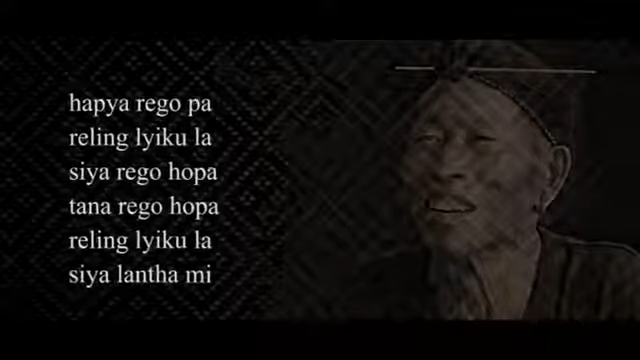 hapya rego pa
reling lyiku la
siya rego hopa
tana rego hopa
reling lyiku la
siya lantha mi